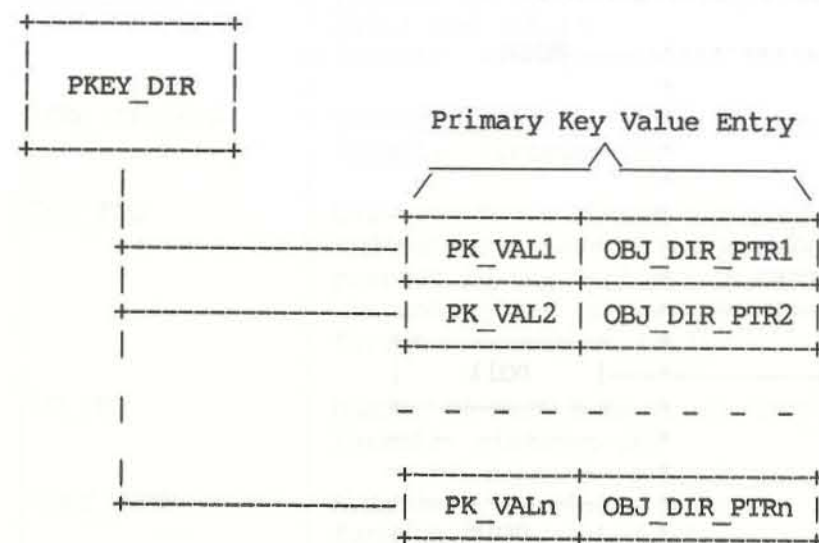 PKEY_DIR
Primary Key Value Entry
PK_VAL1 | OBJ_DIR_PTR1
PK_VAL2 | OBJ_DIR_PTR2
PK_VALn | OBJ_DIR_PTRn